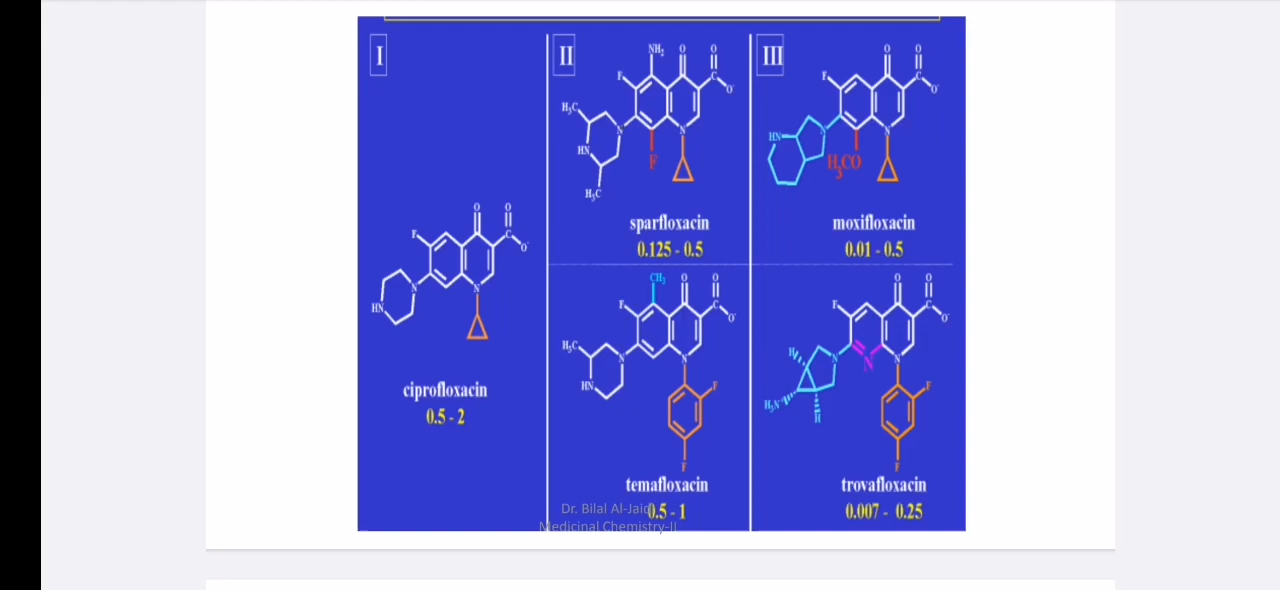 I
II
III
NH₂
O
O
F
C
O⁻
H₃C
N
N
HN
F
H₃C
sparfloxacin
0.125 - 0.5
O
O
F
C
O⁻
HN
N
N
H₃CO
moxifloxacin
0.01 - 0.5
O
O
F
C
O⁻
N
N
HN
ciprofloxacin
0.5 - 2
CH₃
O
O
F
C
O⁻
H₃C
N
N
HN
F
F
temafloxacin
0.5 - 1
O
O
F
C
O⁻
H
N
N
N
H₃N⁺
H
F
F
trovafloxacin
0.007 - 0.25
Dr. Bilal Al-Jaidi
Medicinal Chemistry-II